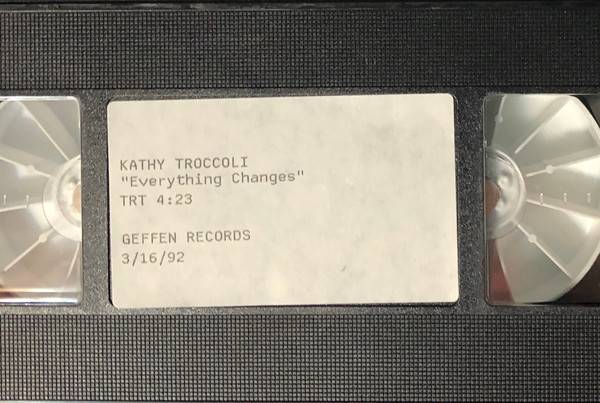 KATHY TROCCOLI
"Everything Changes"
TRT 4:23
GEFFEN RECORDS
3/16/92